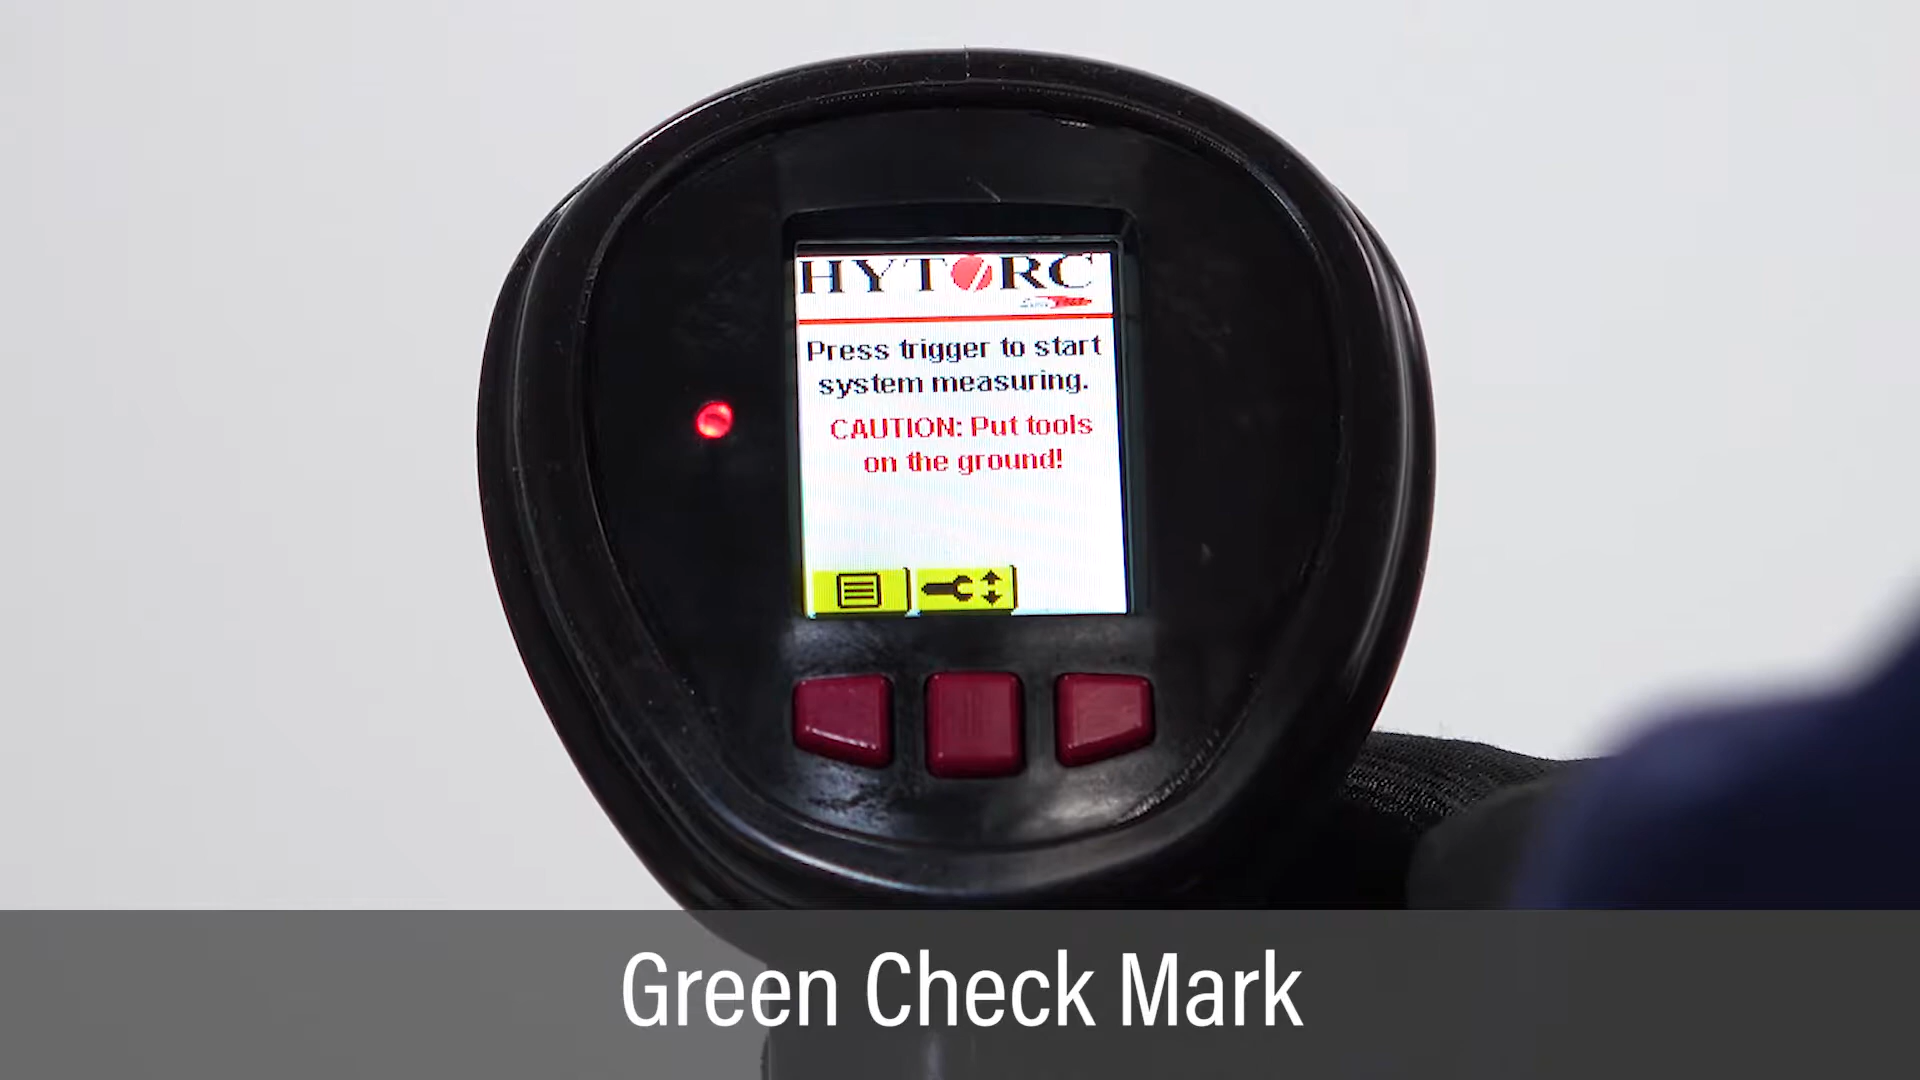 HYTORC
Press trigger to start
system measuring.
CAUTION: Put tools
on the ground!
Green Check Mark